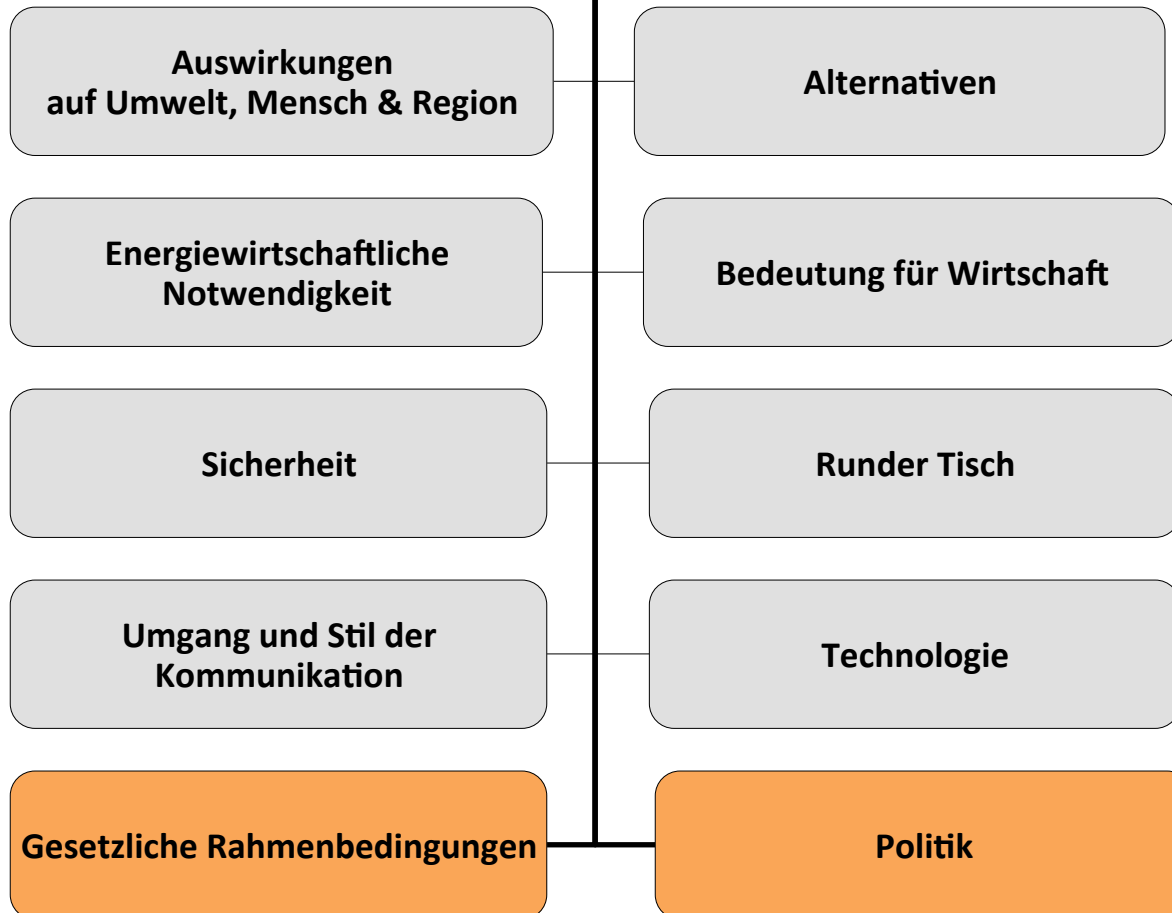 Auswirkungen
auf Umwelt, Mensch & Region
Alternativen
Energiewirtschaftliche
Notwendigkeit
Bedeutung für Wirtschaft
Sicherheit
Runder Tisch
Umgang und Stil der
Kommunikation
Technologie
Gesetzliche Rahmenbedingungen
Politik